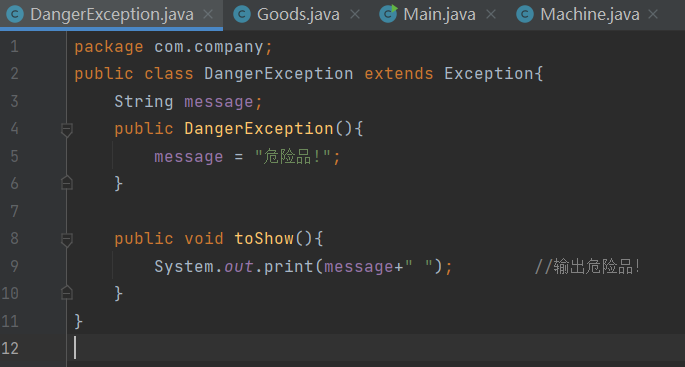 DangerException.java × Goods.java × Main.java × Machine.java ×
1 package com.company;
2 public class DangerException extends Exception{
3 String message;
4 public DangerException(){
5 message = "危险品!";
6 }
7
8 public void toShow(){
9 System.out.print(message+" "); //输出危险品!
10 }
11 }
12